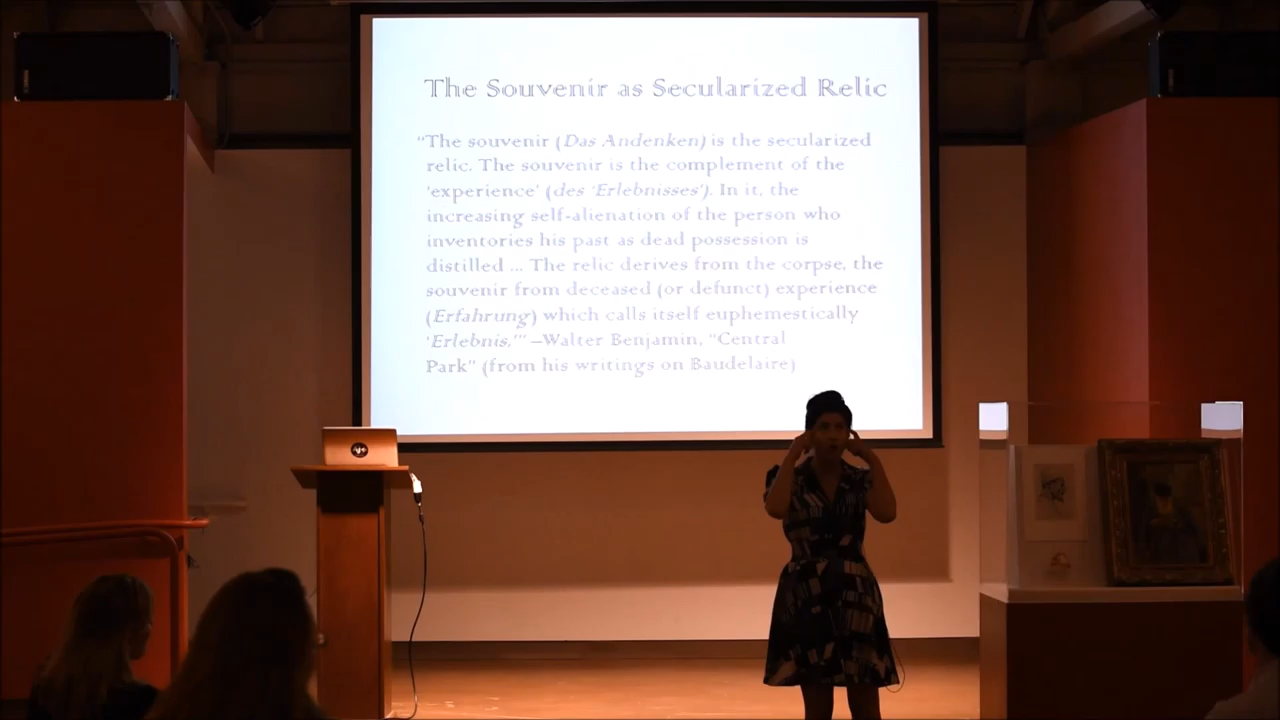 The Souvenir as Secularized Relic
“The souvenir (Das Andenken) is the secularized
relic. The souvenir is the complement of the
‘experience’ (des ‘Erlebnisses’). In it, the
increasing self-alienation of the person who
inventories his past as dead possession is
distilled ... The relic derives from the corpse, the
souvenir from deceased (or defunct) experience
(Erfahrung) which calls itself euphemestically
‘Erlebnis.’” –Walter Benjamin, “Central
Park” (from his writings on Baudelaire)